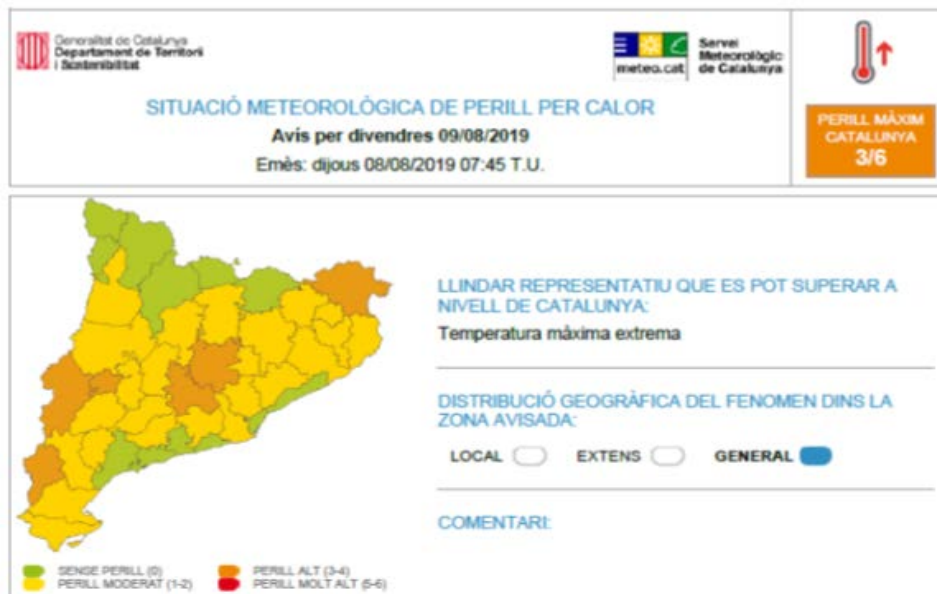 Generalitat de Catalunya
Departament de Territori
i Sostenibilitat
meteo.cat
Servei
Meteorològic
de Catalunya
SITUACIÓ METEOROLÒGICA DE PERILL PER CALOR
Avís per divendres 09/08/2019
Emès: dijous 08/08/2019 07:45 T.U.
PERILL MÀXIM
CATALUNYA
3/6
LLINDAR REPRESENTATIU QUE ES POT SUPERAR A
NIVELL DE CATALUNYA:
Temperatura màxima extrema
DISTRIBUCIÓ GEOGRÀFICA DEL FENOMEN DINS LA
ZONA AVISADA:
LOCAL EXTENS GENERAL
COMENTARI:
SENSE PERILL (0)
PERILL MODERAT (1-2)
PERILL ALT (3-4)
PERILL MOLT ALT (5-6)